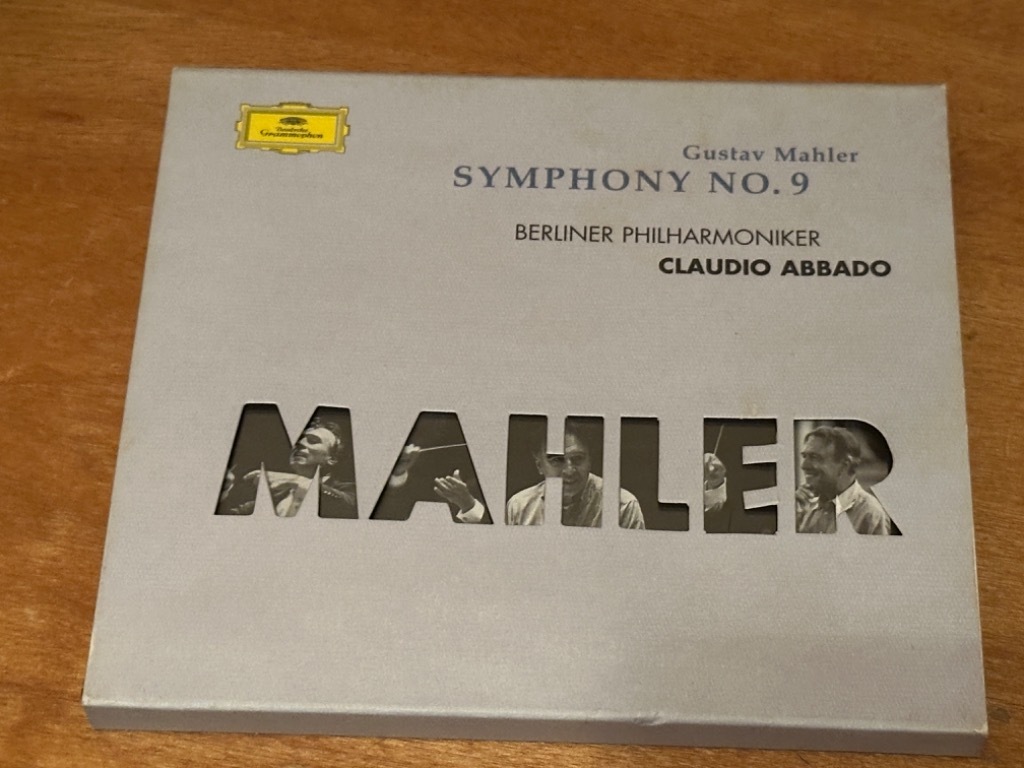 Deutsche
Grammophon
Gustav Mahler
SYMPHONY NO. 9
BERLINER PHILHARMONIKER
CLAUDIO ABBADO
MAHLER